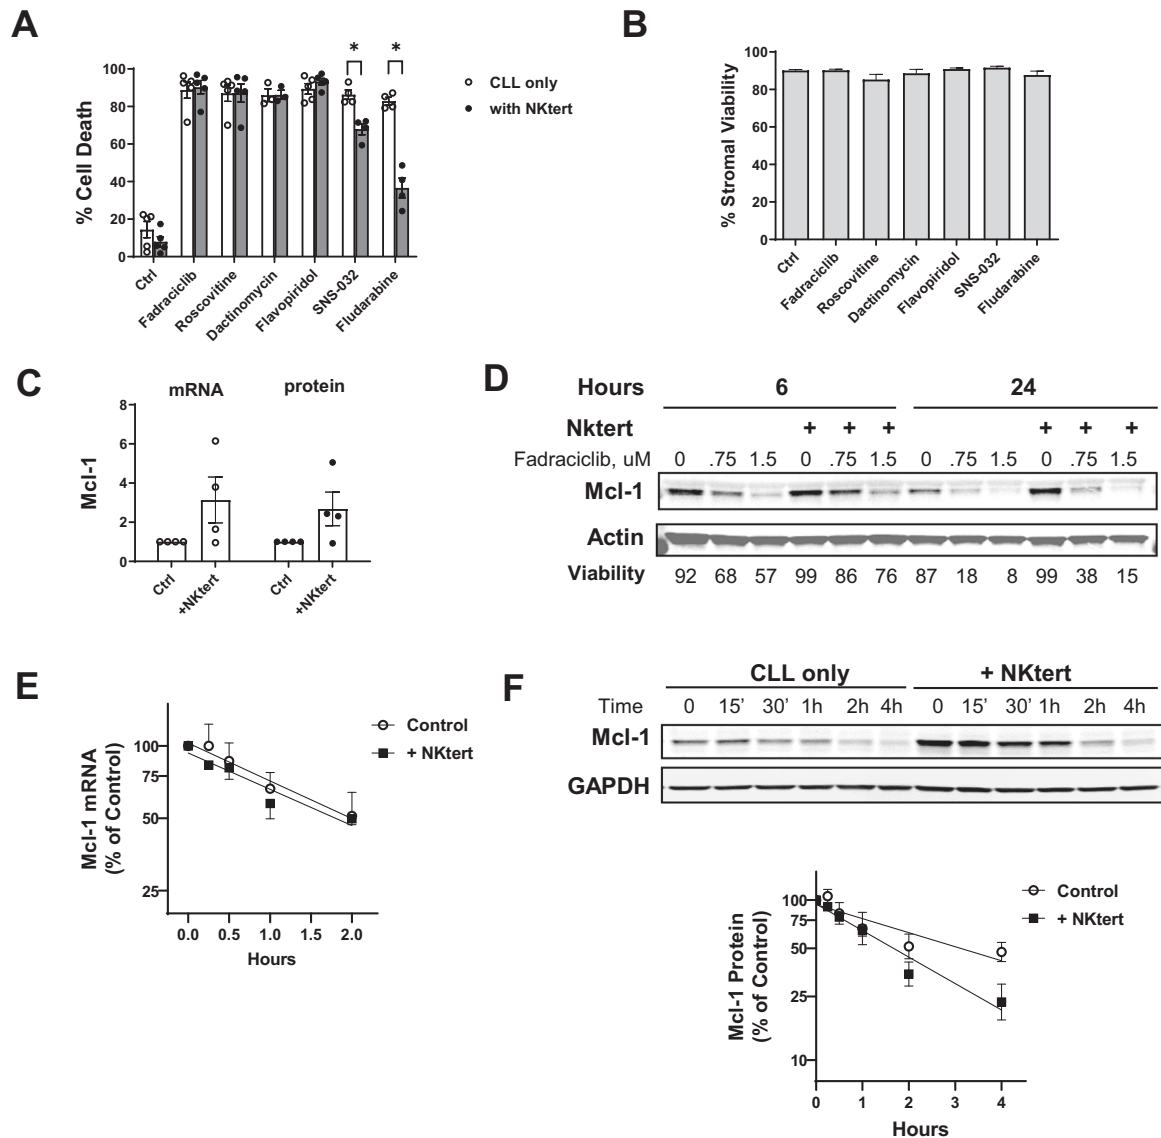 A
% Cell Death
100
80
60
40
20
0
* *
CLL only
with NKtert
Ctrl
Fadraciclib
Roscovitine
Dactinomycin
Flavopiridol
SNS-032
Fludarabine
B
% Stromal Viability
100
80
60
40
20
0
Ctrl
Fadraciclib
Roscovitine
Dactinomycin
Flavopiridol
SNS-032
Fludarabine
C
mRNA protein
Mcl-1
8
6
4
2
0
Ctrl
+NKtert
Ctrl
+NKtert
D
Hours 6 24
Nktert + + + + + +
Fadraciclib, uM 0 .75 1.5 0 .75 1.5 0 .75 1.5 0 .75 1.5
Mcl-1
Actin
Viability 92 68 57 99 86 76 87 18 8 99 38 15
E
Mcl-1 mRNA
(% of Control)
100
75
50
25
Control
+ NKtert
0.0 0.5 1.0 1.5 2.0
Hours
F
CLL only + NKtert
Time 0 15’ 30’ 1h 2h 4h 0 15’ 30’ 1h 2h 4h
Mcl-1
GAPDH
Mcl-1 Protein
(% of Control)
100
75
50
25
10
Control
+ NKtert
0 1 2 3 4
Hours